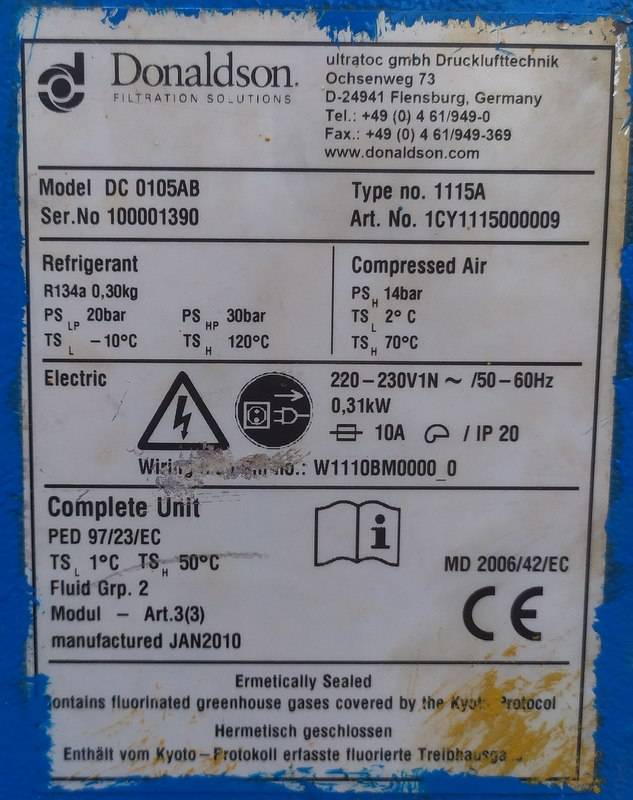 Donaldson.
FILTRATION SOLUTIONS
ultratoc gmbh Drucklufttechnik
Ochsenweg 73
D-24941 Flensburg, Germany
Tel.: +49 (0) 4 61/949-0
Fax.: +49 (0) 4 61/949-369
www.donaldson.com
Model DC 0105AB
Type no. 1115A
Ser.No 100001390
Art. No. 1CY1115000009
Refrigerant
R134a 0,30kg
PS LP 20bar PS HP 30bar
TS L –10°C TS H 120°C
Compressed Air
PS H 14bar
TS L 2° C
TS H 70°C
Electric
220–230V1N ~ /50–60Hz
0,31kW
10A / IP 20
no.: W1110BM0000_0
Complete Unit
PED 97/23/EC
TS L 1°C TS H 50°C
Fluid Grp. 2
Modul – Art.3(3)
manufactured JAN2010
i
MD 2006/42/EC
CE
Ermetically Sealed
contains fluorinated greenhouse gases covered by the Kyoto Protocol
Hermetisch geschlossen
Enthält vom Kyoto–Protokoll erfasste fluorierte